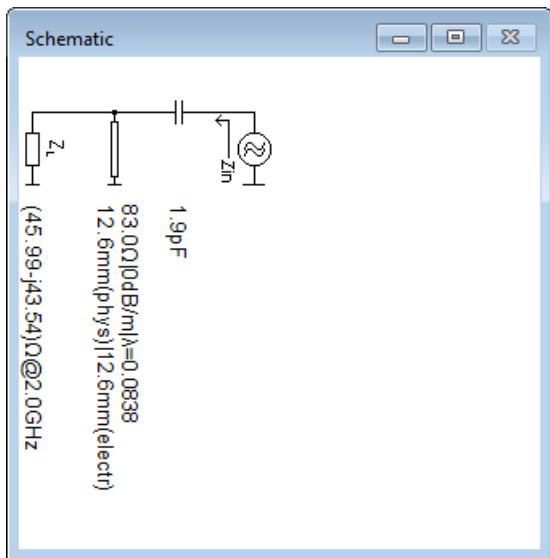 Schematic
Z_L
Zin
1.9pF
83.0Ω|0dB/m|λ=0.0838
12.6mm(phys)|12.6mm(electr)
(45.99-j43.54)Ω@2.0GHz